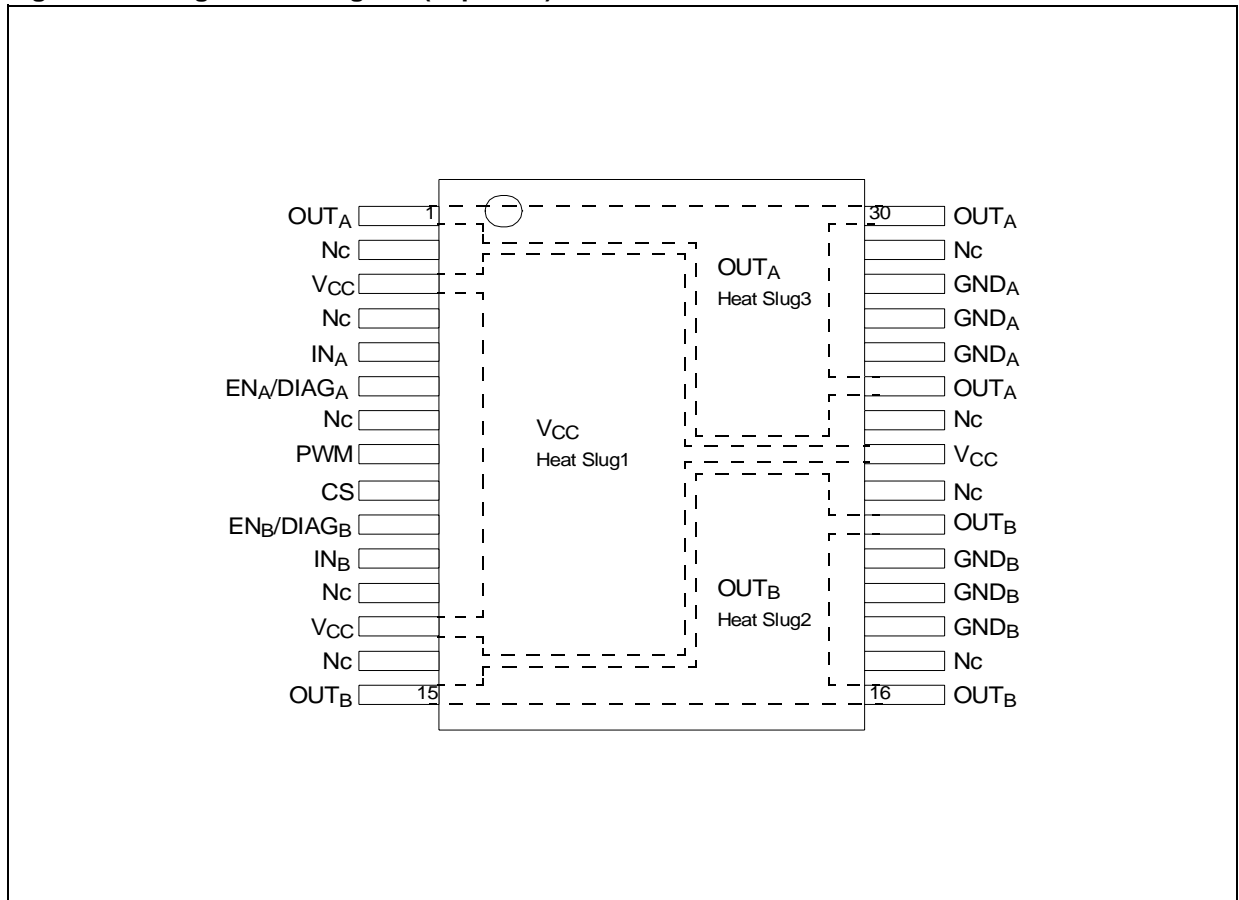 OUTA 1 30 OUTA
Nc Nc
VCC GNDA
Nc GNDA
INA GNDA
ENA/DIAGA OUTA
Nc Nc
PWM VCC
CS Nc
ENB/DIAGB OUTB
INB GNDB
Nc GNDB
VCC GNDB
Nc Nc
OUTB 15 16 OUTB
OUTA
Heat Slug3
VCC
Heat Slug1
OUTB
Heat Slug2